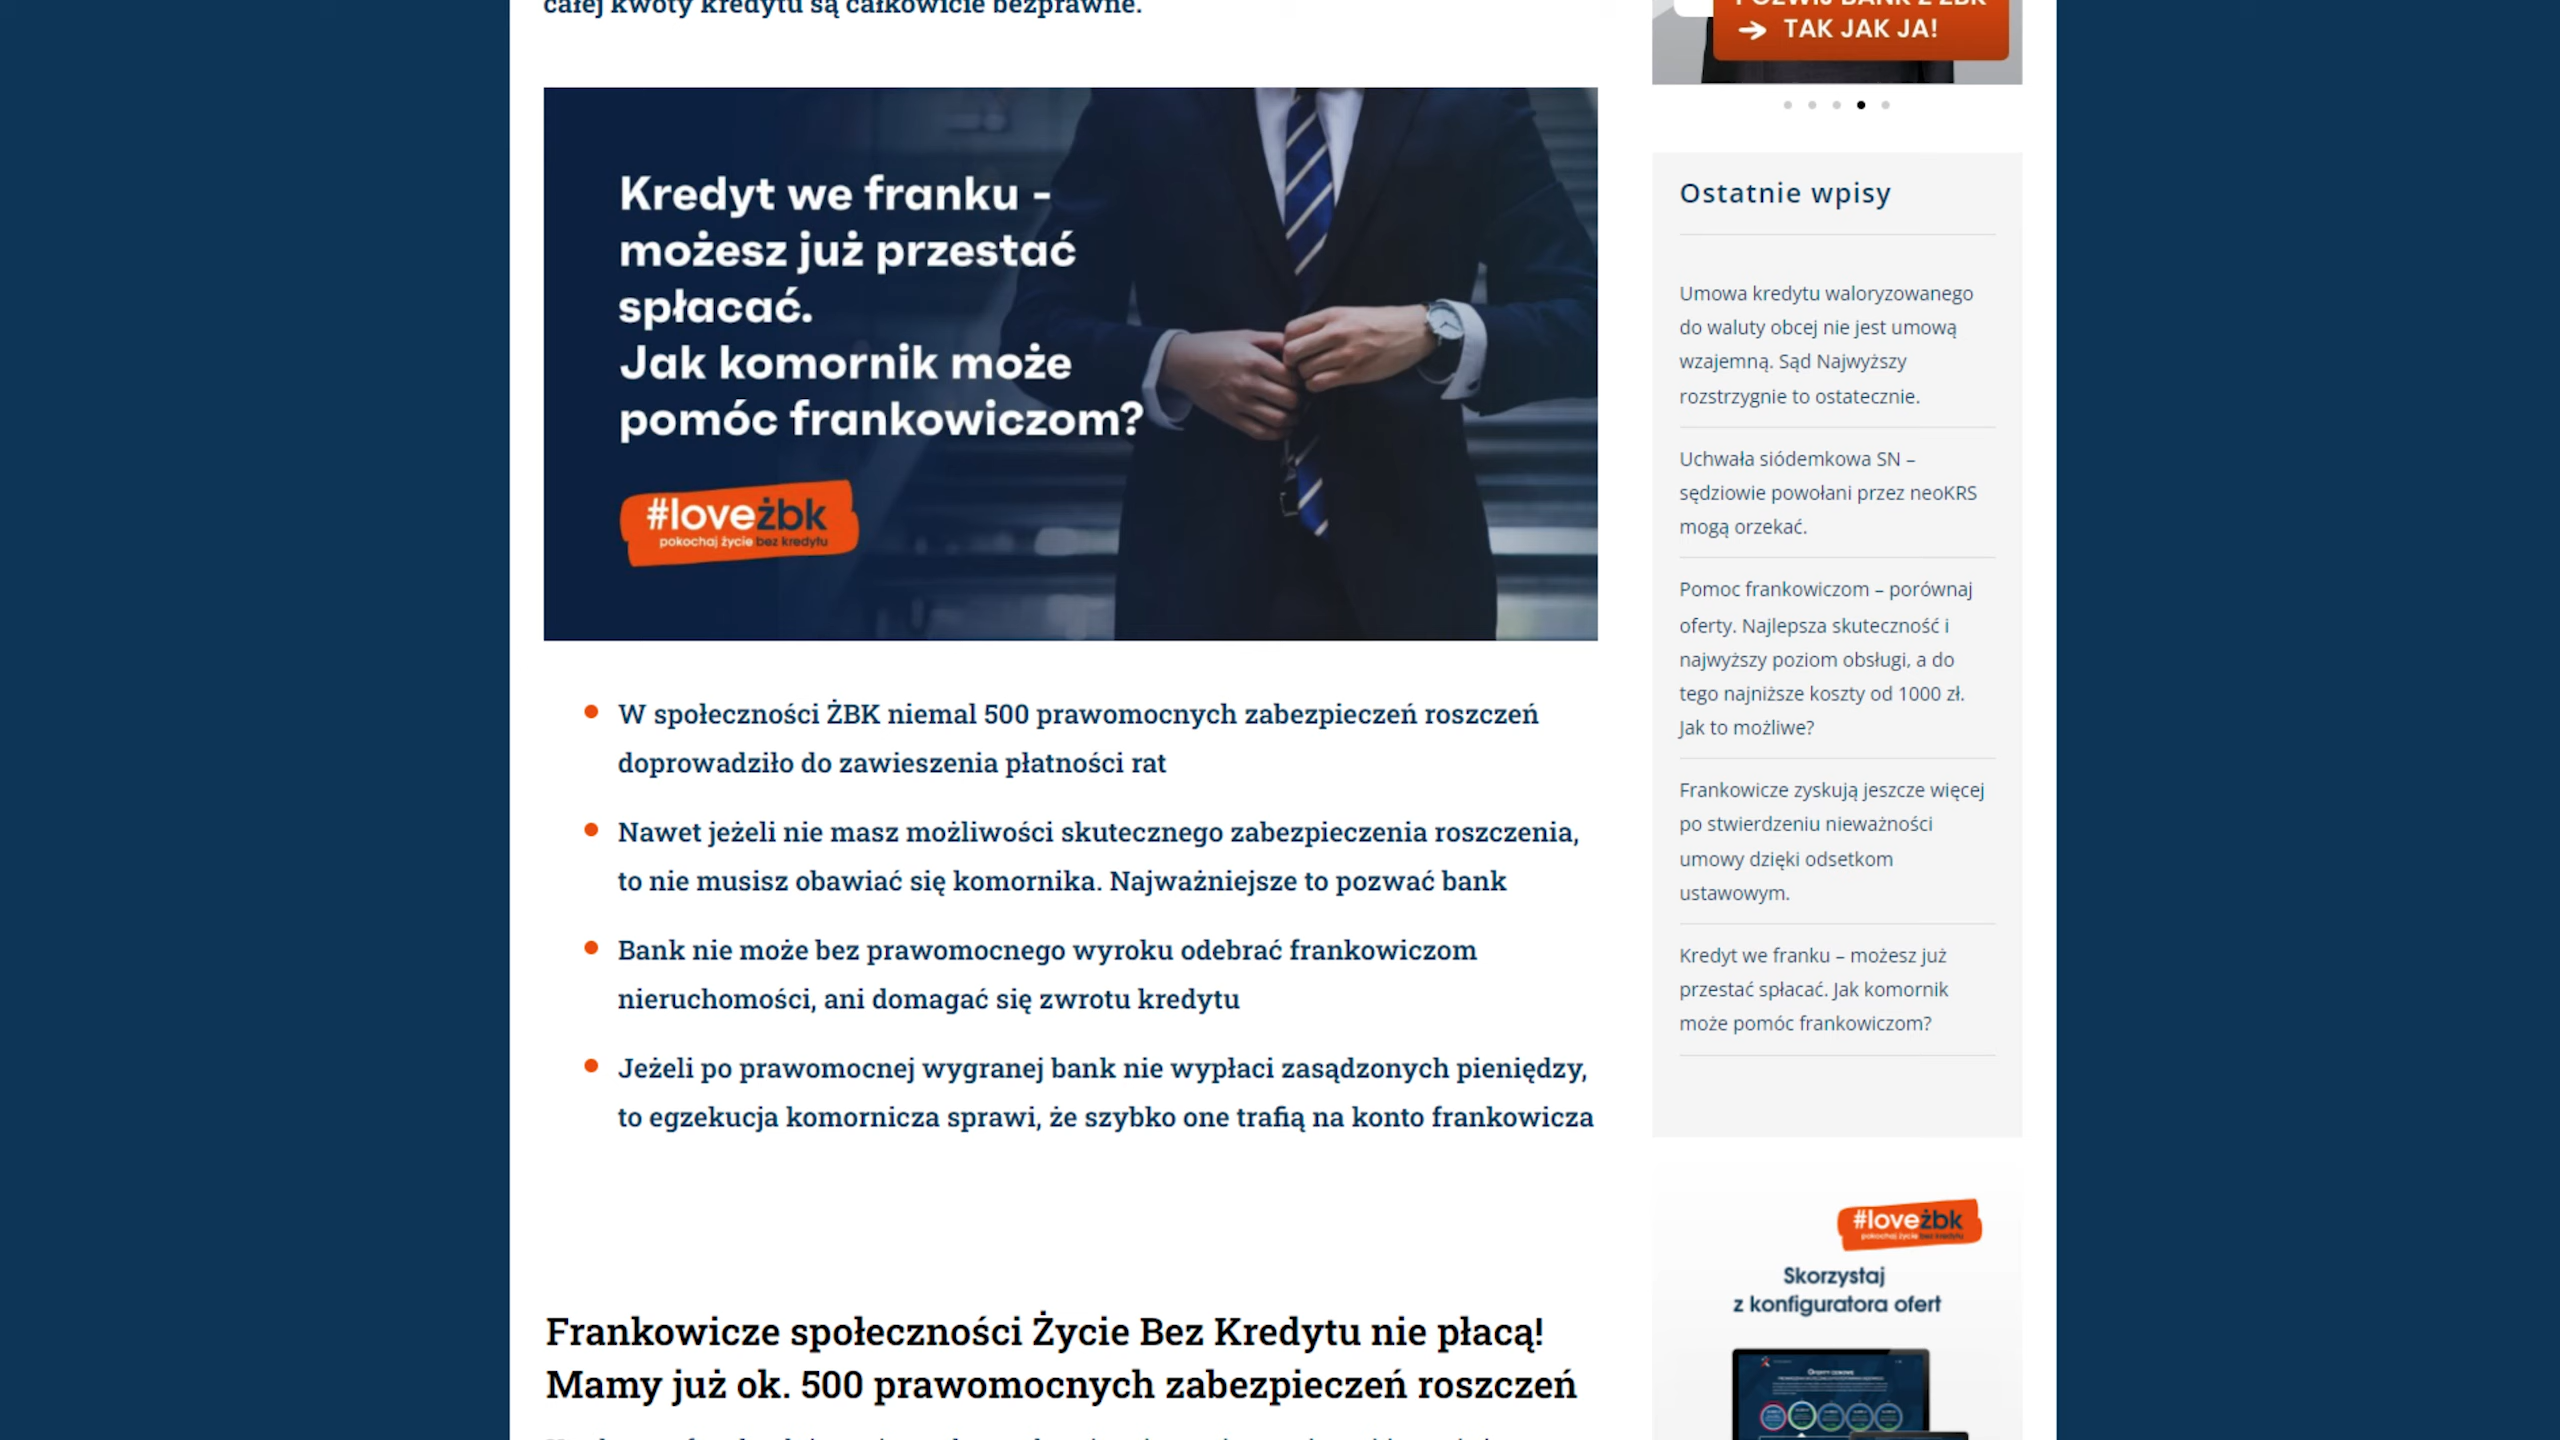 całej kwoty kredytu są całkowicie bezprawne.
Kredyt we franku -
możesz już przestać
spłacać.
Jak komornik może
pomóc frankowiczom?
#loveżbk
pokochaj życie bez kredytu
W społeczności ŻBK niemal 500 prawomocnych zabezpieczeń roszczeń
doprowadziło do zawieszenia płatności rat
Nawet jeżeli nie masz możliwości skutecznego zabezpieczenia roszczenia,
to nie musisz obawiać się komornika. Najważniejsze to pozwać bank
Bank nie może bez prawomocnego wyroku odebrać frankowiczom
nieruchomości, ani domagać się zwrotu kredytu
Jeżeli po prawomocnej wygranej bank nie wypłaci zasądzonych pieniędzy,
to egzekucja komornicza sprawi, że szybko one trafią na konto frankowicza
Frankowicze społeczności Życie Bez Kredytu nie płacą!
Mamy już ok. 500 prawomocnych zabezpieczeń roszczeń
POZWIJ BANK Z ŻBK
→ TAK JAK JA!
Ostatnie wpisy
Umowa kredytu waloryzowanego
do waluty obcej nie jest umową
wzajemną. Sąd Najwyższy
rozstrzygnie to ostatecznie.
Uchwała siódemkowa SN –
sędziowie powołani przez neoKRS
mogą orzekać.
Pomoc frankowiczom – porównaj
oferty. Najlepsza skuteczność i
najwyższy poziom obsługi, a do
tego najniższe koszty od 1000 zł.
Jak to możliwe?
Frankowicze zyskują jeszcze więcej
po stwierdzeniu nieważności
umowy dzięki odsetkom
ustawowym.
Kredyt we franku – możesz już
przestać spłacać. Jak komornik
może pomóc frankowiczom?
#loveżbk
pokochaj życie bez kredytu
Skorzystaj
z konfiguratora ofert